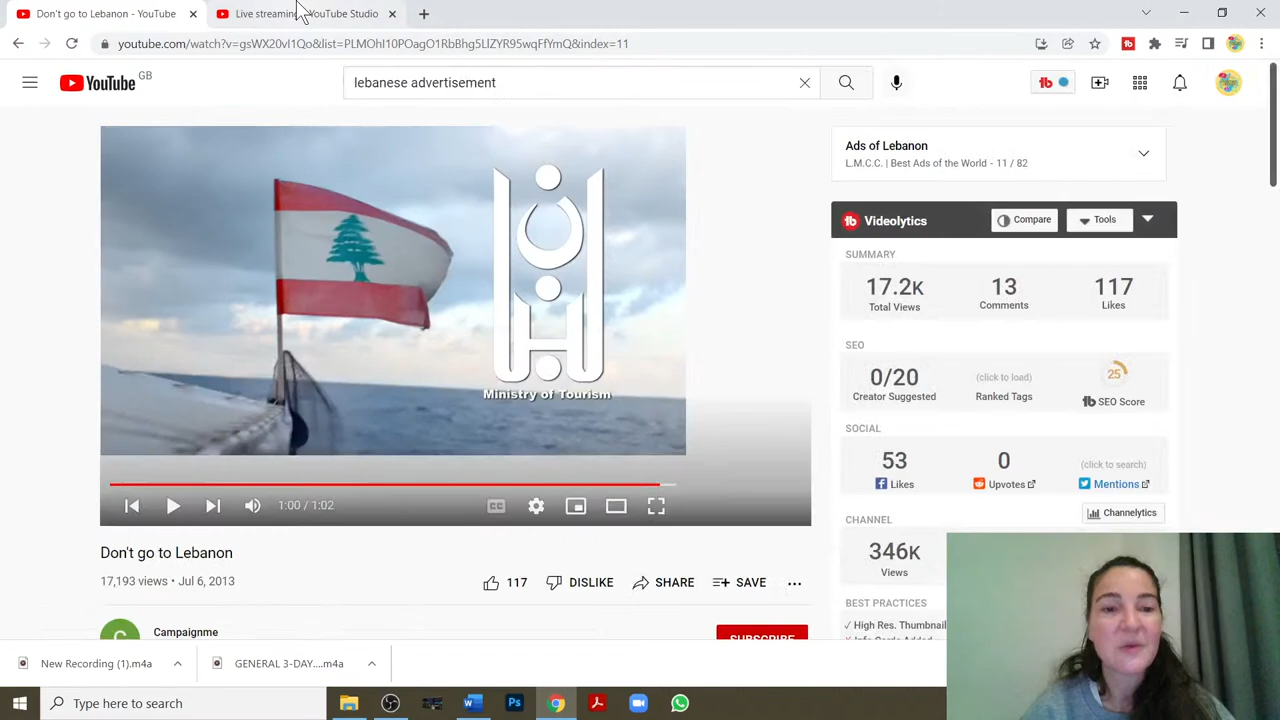 Don't go to Lebanon - YouTube
Live streaming - YouTube Studio
youtube.com/watch?v=gsWX20vI1Qo&list=PLMOhI10POagO1RbBhg5LlZYR95wqFfYmQ&index=11
YouTube GB
lebanese advertisement
Ministry of Tourism
1:00 / 1:02
CC
Don't go to Lebanon
17,193 views • Jul 6, 2013
117
DISLIKE
SHARE
SAVE
C
Campaignme
SUBSCRIBE
Ads of Lebanon
L.M.C.C. | Best Ads of the World - 11 / 82
tb Videolytics
Compare
Tools
SUMMARY
17.2K
13
117
Total Views
Comments
Likes
SEO
0/20
(click to load)
25
Creator Suggested
Ranked Tags
tb SEO Score
SOCIAL
53
0
(click to search)
Likes
Upvotes
Mentions
CHANNEL
Channelytics
346K
Views
BEST PRACTICES
✓ High Res. Thumbnail
New Recording (1).m4a
GENERAL 3-DAY....m4a
Type here to search